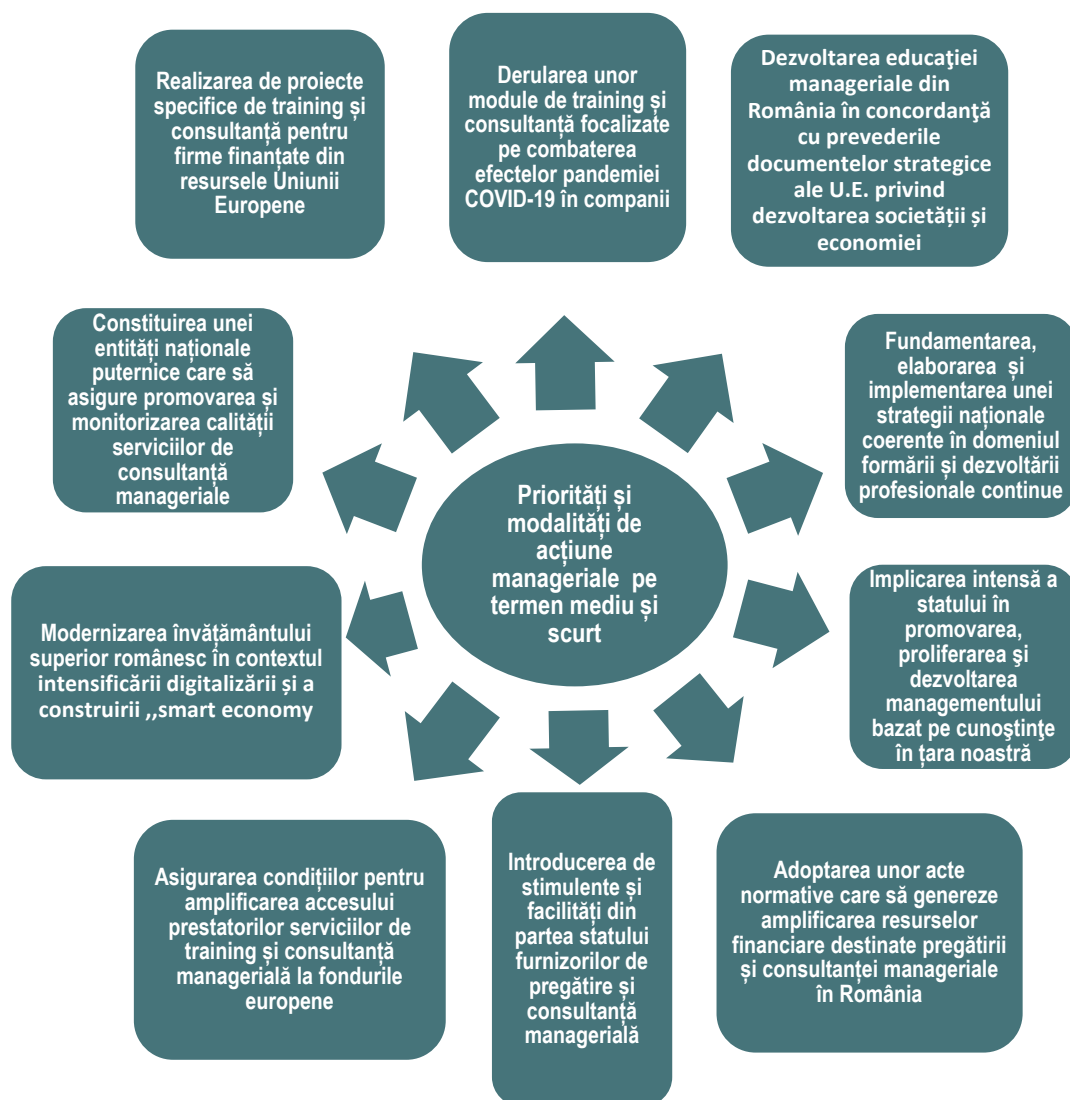 Realizarea de proiecte
specifice de training și
consultanță pentru
firme finanțate din
resursele Uniunii
Europene
Derularea unor
module de training și
consultanță focalizate
pe combaterea
efectelor pandemiei
COVID-19 în companii
Dezvoltarea educaţiei
manageriale din
România în concordanţă
cu prevederile
documentelor strategice
ale U.E. privind
dezvoltarea societății și
economiei
Constituirea unei
entități naționale
puternice care să
asigure promovarea și
monitorizarea calității
serviciilor de
consultanță
manageriale
Fundamentarea,
elaborarea și
implementarea unei
strategii naționale
coerente în domeniul
formării și dezvoltării
profesionale continue
Priorități și
modalități de
acțiune
manageriale pe
termen mediu și
scurt
Modernizarea învățământului
superior românesc în contextul
intensificării digitalizării și a
construirii ,,smart economy
Implicarea intensă a
statului în
promovarea,
proliferarea şi
dezvoltarea
managementului
bazat pe cunoştinţe
în țara noastră
Asigurarea condițiilor pentru
amplificarea accesului
prestatorilor serviciilor de
training și consultanță
managerială la fondurile
europene
Introducerea de
stimulente și
facilități din
partea statului
furnizorilor de
pregătire și
consultanță
managerială
Adoptarea unor acte
normative care să genereze
amplificarea resurselor
financiare destinate pregătirii
și consultanței manageriale
în România